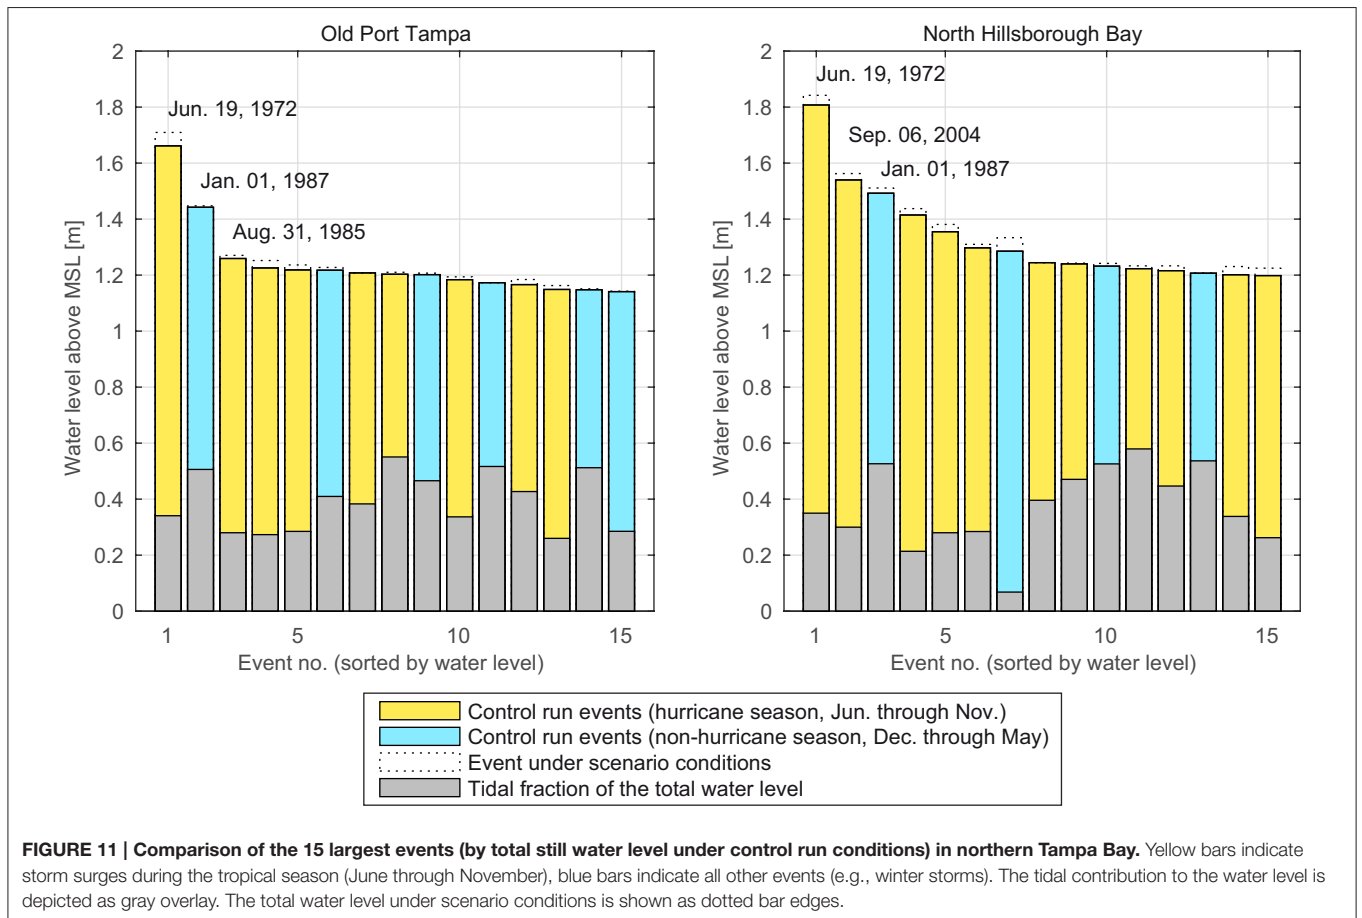 Old Port Tampa
2
1.8
1.6
1.4
1.2
1
0.8
0.6
0.4
0.2
0
Water level above MSL [m]
Jun. 19, 1972
Jan. 01, 1987
Aug. 31, 1985
1 5 10 15
Event no. (sorted by water level)
North Hillsborough Bay
2
1.8
1.6
1.4
1.2
1
0.8
0.6
0.4
0.2
0
Water level above MSL [m]
Jun. 19, 1972
Sep. 06, 2004
Jan. 01, 1987
1 5 10 15
Event no. (sorted by water level)
Control run events (hurricane season, Jun. through Nov.)
Control run events (non-hurricane season, Dec. through May)
Event under scenario conditions
Tidal fraction of the total water level
FIGURE 11 | Comparison of the 15 largest events (by total still water level under control run conditions) in northern Tampa Bay. Yellow bars indicate
storm surges during the tropical season (June through November), blue bars indicate all other events (e.g., winter storms). The tidal contribution to the water level is
depicted as gray overlay. The total water level under scenario conditions is shown as dotted bar edges.